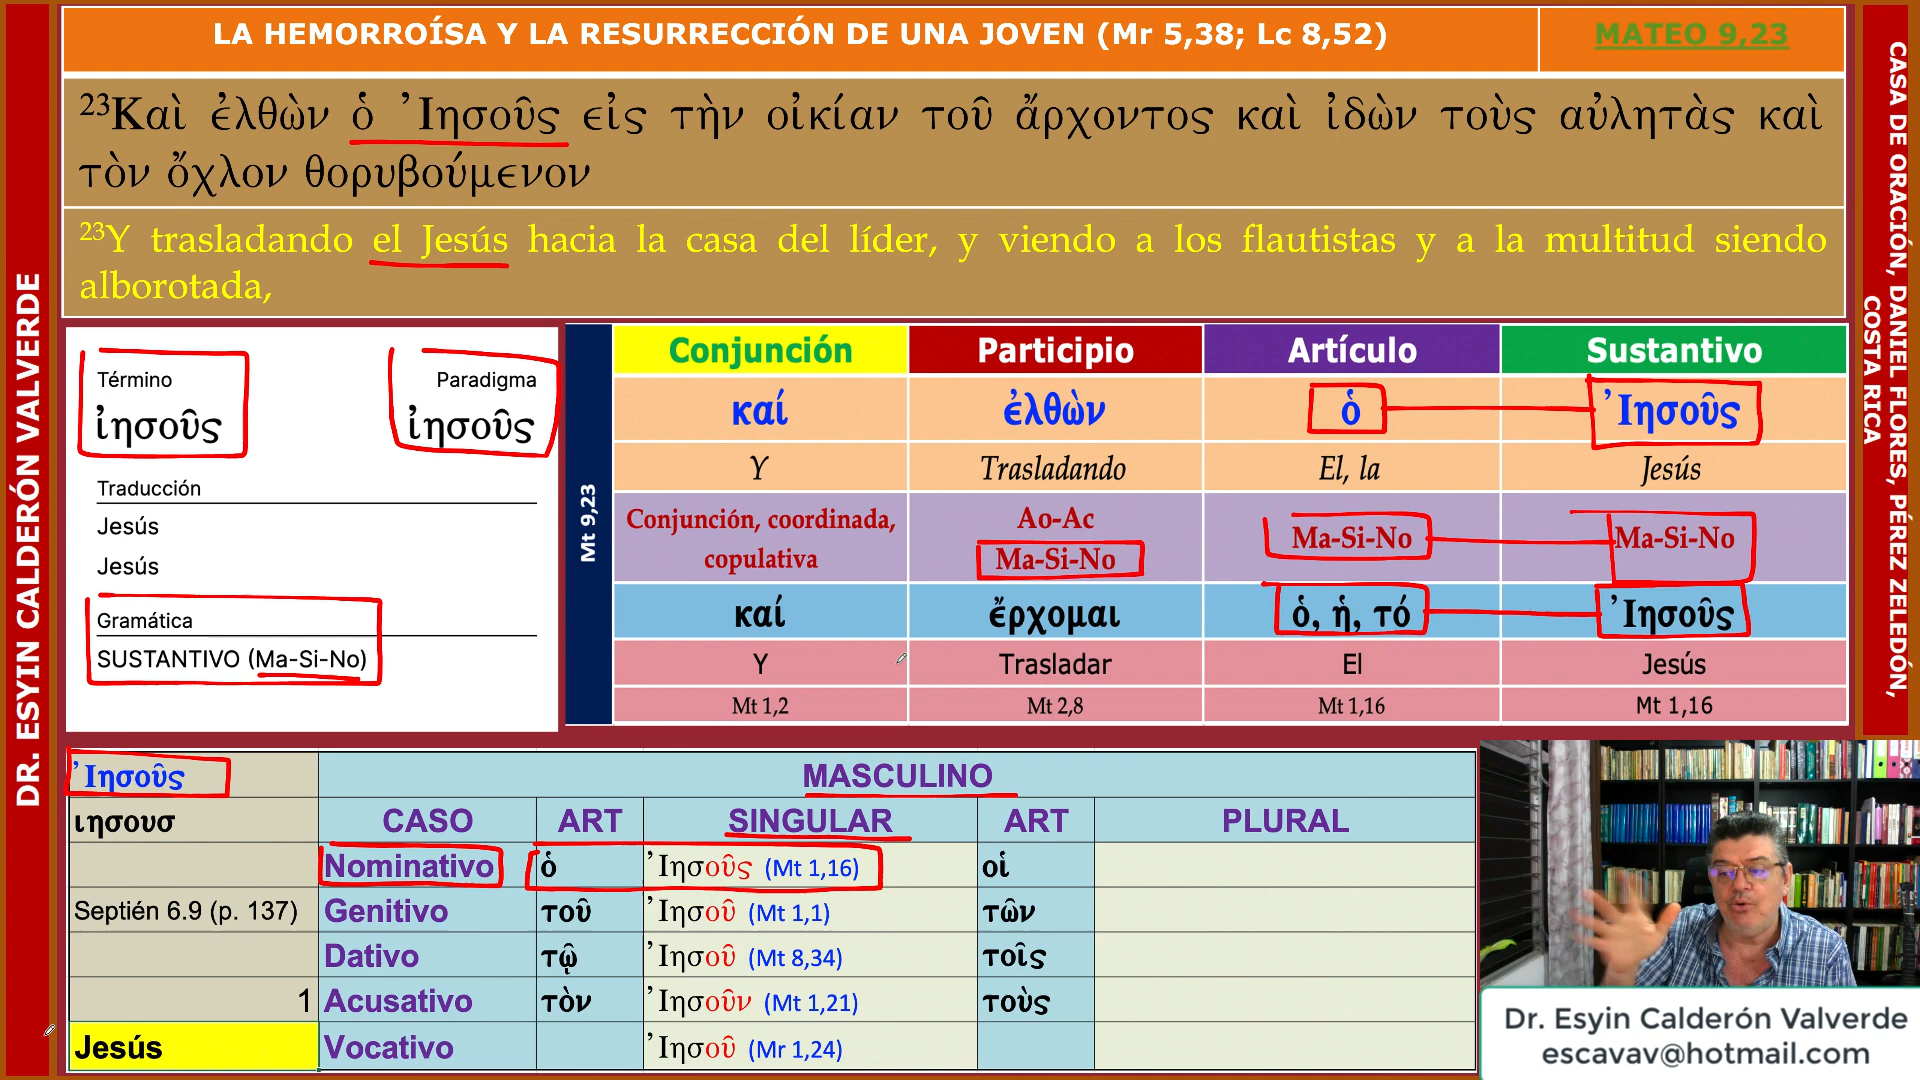 LA HEMORROÍSA Y LA RESURRECCIÓN DE UNA JOVEN (Mr 5,38; Lc 8,52)
MATEO 9,23
23Καὶ ἐλθὼν ὁ Ἰησοῦς εἰς τὴν οἰκίαν τοῦ ἄρχοντος καὶ ἰδὼν τοὺς αὐλητὰς καὶ
τὸν ὄχλον θορυβούμενον
23Y trasladando el Jesús hacia la casa del líder, y viendo a los flautistas y a la multitud siendo
alborotada,
DR. ESYIN CALDERÓN VALVERDE
CASA DE ORACIÓN, DANIEL FLORES, PÉREZ ZELEDÓN,
COSTA RICA
Término Paradigma
ἰησοῦς ἰησοῦς
Traducción
Jesús
Jesús
Gramática
SUSTANTIVO (Ma-Si-No)
Mt 9,23
Conjunción Participio Artículo Sustantivo
καί ἐλθὼν ὁ Ἰησοῦς
Y Trasladando El, la Jesús
Conjunción, coordinada, copulativa Ao-Ac Ma-Si-No Ma-Si-No Ma-Si-No
καί ἔρχομαι ὁ, ἡ, τό Ἰησοῦς
Y Trasladar El Jesús
Mt 1,2 Mt 2,8 Mt 1,16 Mt 1,16
Ἰησοῦς MASCULINO
ιησουσ CASO ART SINGULAR ART PLURAL
Nominativo ὁ Ἰησοῦς (Mt 1,16) οἱ
Septién 6.9 (p. 137) Genitivo τοῦ Ἰησοῦ (Mt 1,1) τῶν
Dativo τῷ Ἰησοῦ (Mt 8,34) τοῖς
1 Acusativo τὸν Ἰησοῦν (Mt 1,21) τοὺς
Jesús Vocativo Ἰησοῦ (Mr 1,24)
Dr. Esyin Calderón Valverde
escavav@hotmail.com